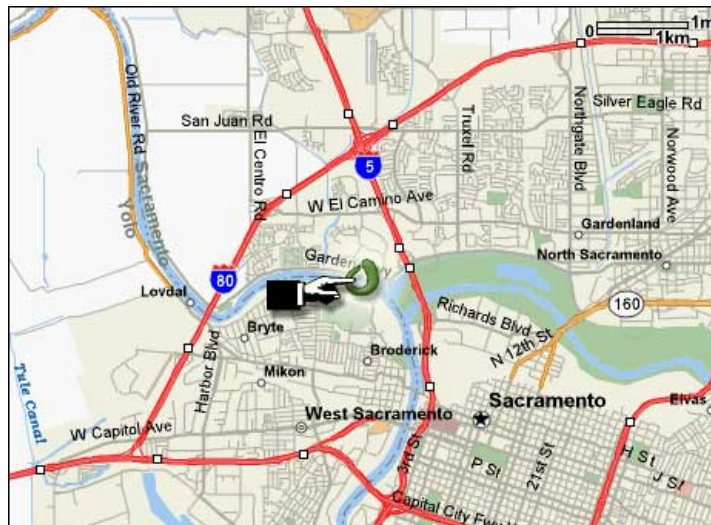 1m
0
1km
Old River Rd
San Juan Rd
El Centro Rd
Truxel Rd
Northgate Blvd
Silver Eagle Rd
Norwood Ave
5
Sacramento
Yolo
W El Camino Ave
Gardenland
North Sacramento
80
Lovdal
160
Richards Blvd
N 12th St
Bryte
Harbor Blvd
Broderick
Mikon
Tule Canal
W Capitol Ave
West Sacramento
Sacramento
Elvas
3rd St
P St
21st St
H St
J St
Capital City Fwy